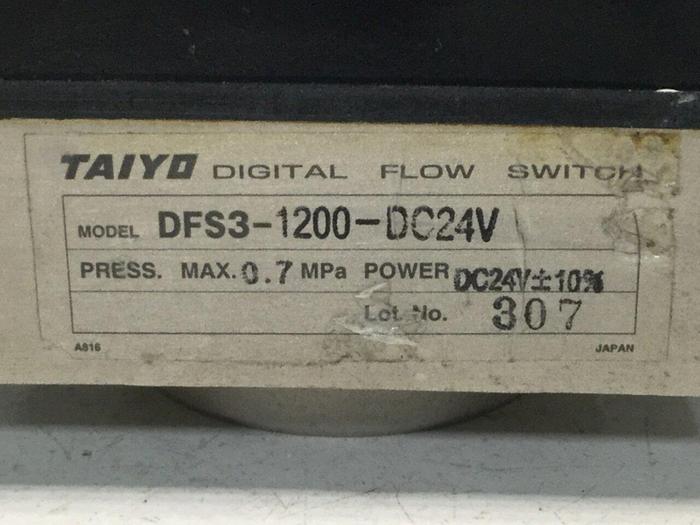 TAIYO DIGITAL FLOW SWITCH
MODEL DFS3-1200-DC24V
PRESS. MAX. 0.7 MPa POWER DC24V±10%
Lot. No. 307
A816 JAPAN